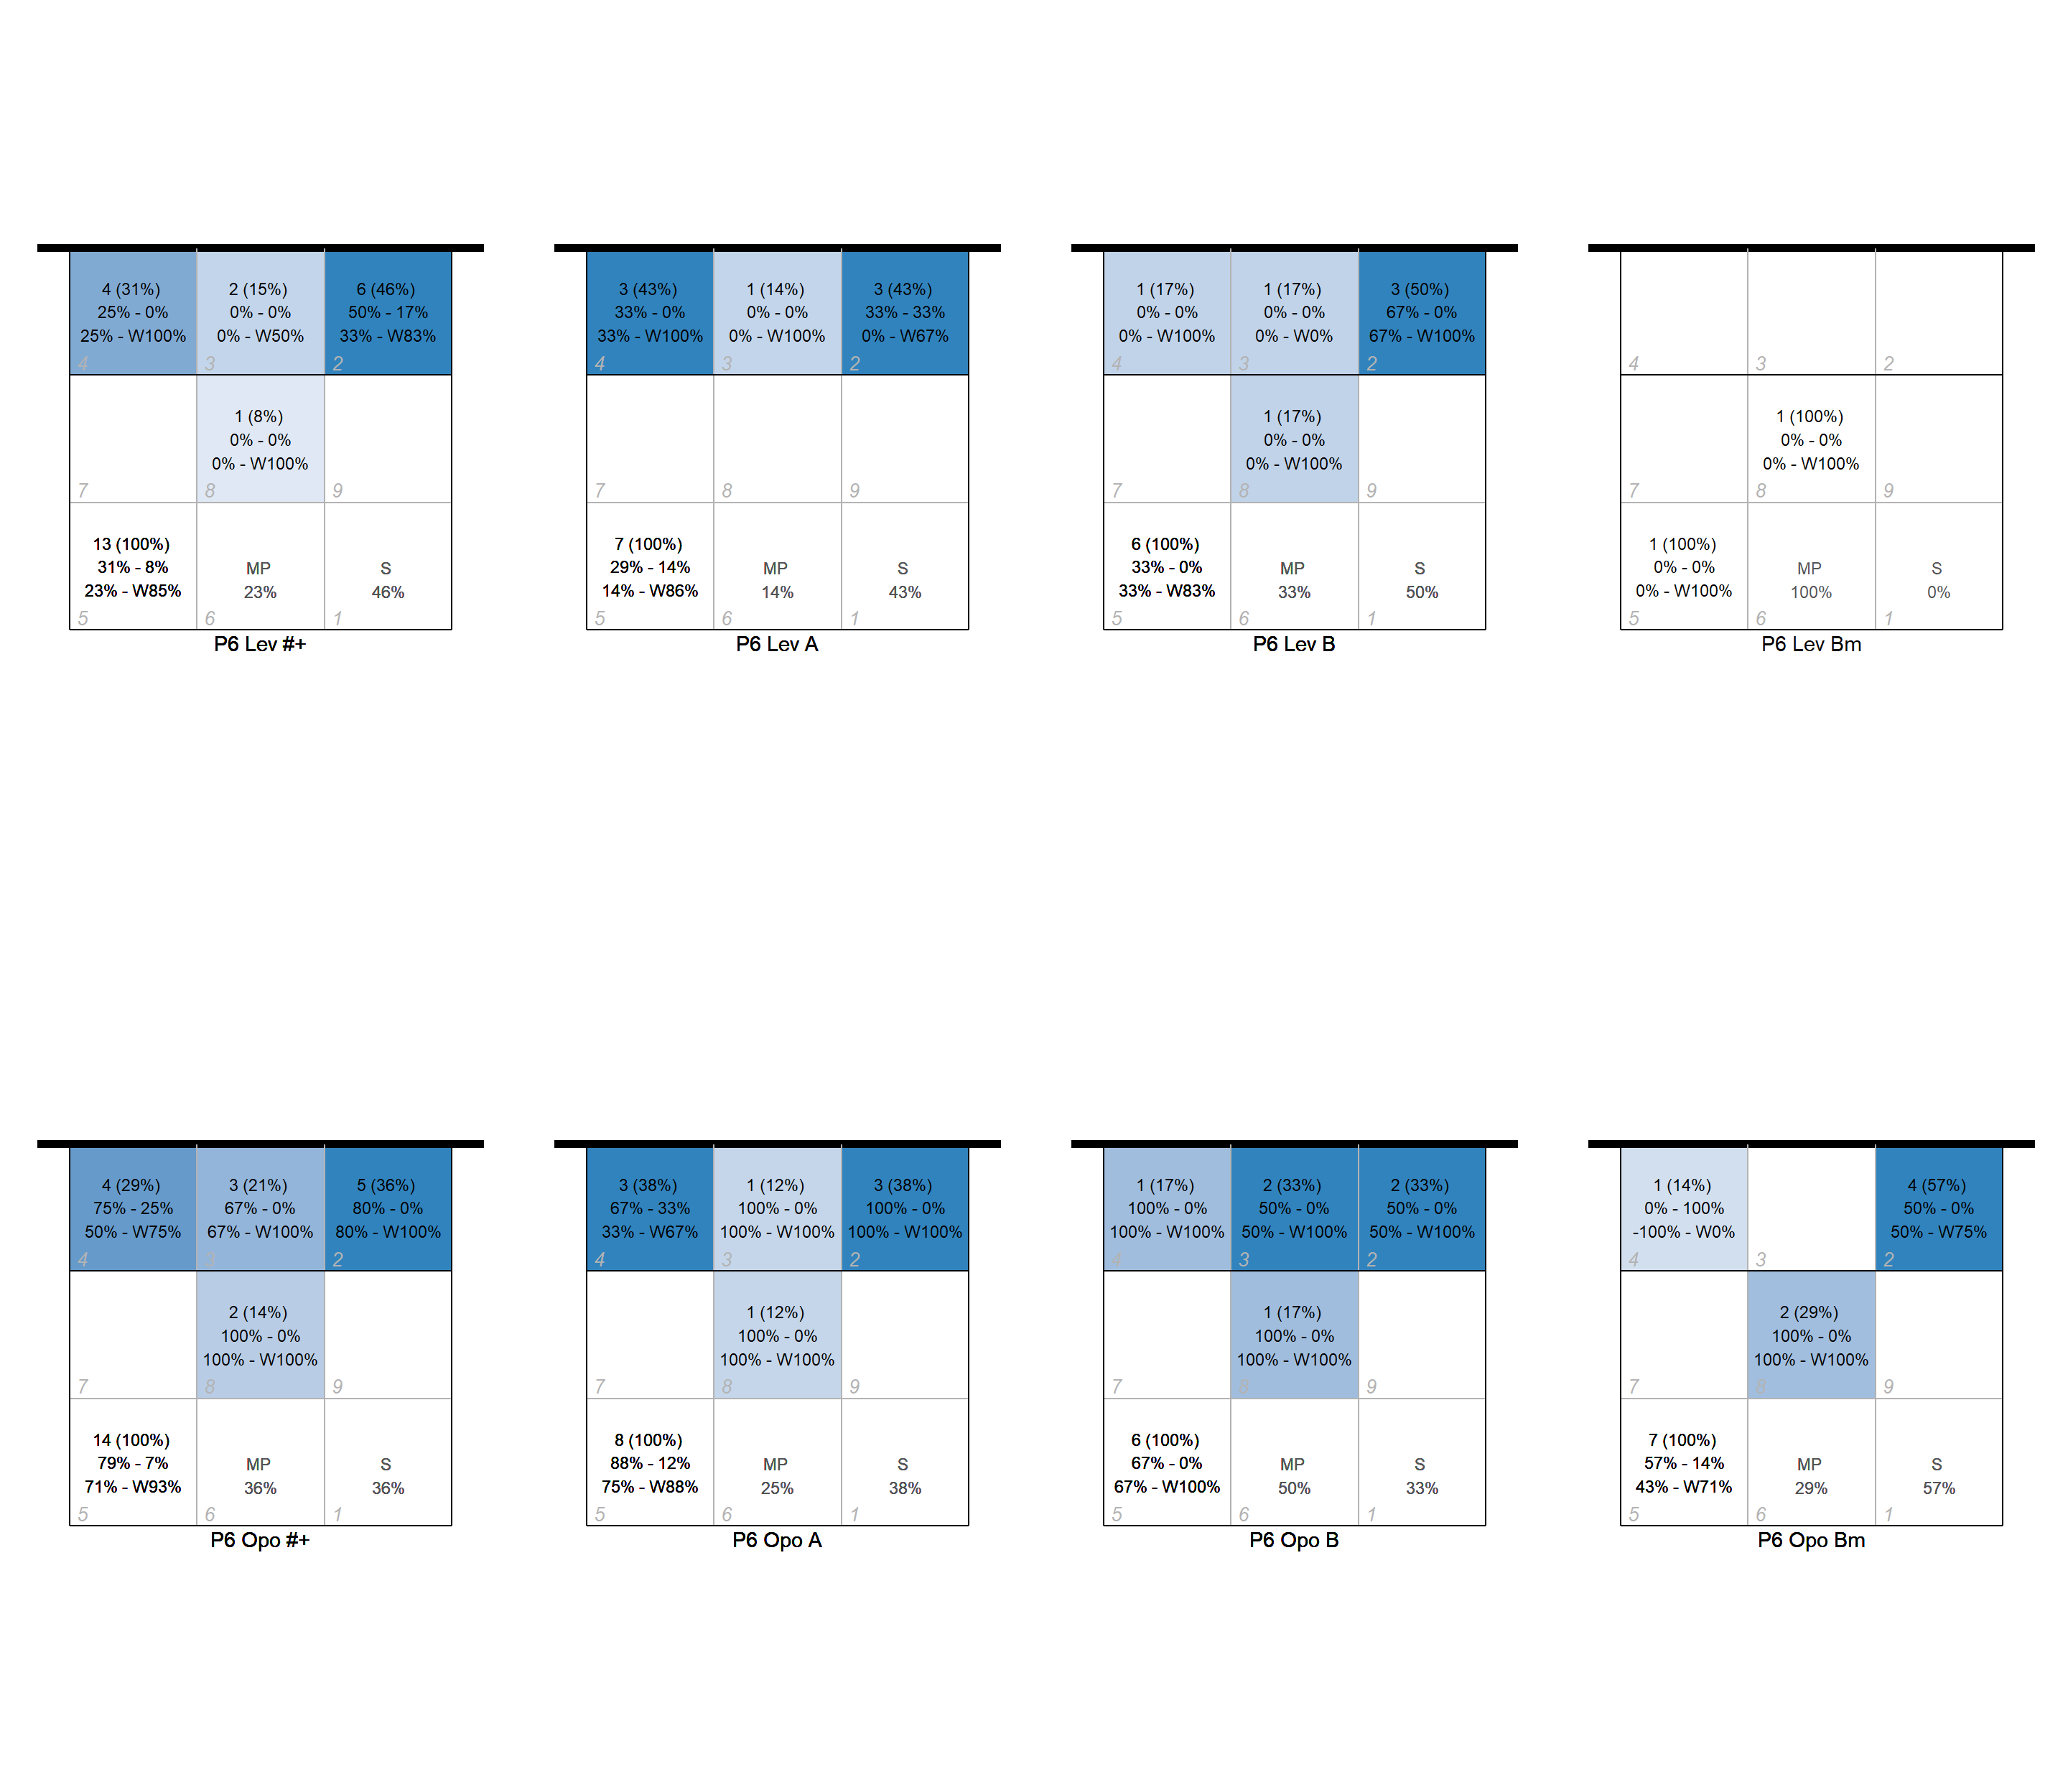 4 (31%)
25% - 0%
25% - W100%
4
2 (15%)
0% - 0%
0% - W50%
3
6 (46%)
50% - 17%
33% - W83%
2
7
1 (8%)
0% - 0%
0% - W100%
8
9
13 (100%)
31% - 8%
23% - W85%
5
MP
23%
6
S
46%
1
P6 Lev #+
3 (43%)
33% - 0%
33% - W100%
4
1 (14%)
0% - 0%
0% - W100%
3
3 (43%)
33% - 33%
0% - W67%
2
7
8
9
7 (100%)
29% - 14%
14% - W86%
5
MP
14%
6
S
43%
1
P6 Lev A
1 (17%)
0% - 0%
0% - W100%
4
1 (17%)
0% - 0%
0% - W0%
3
3 (50%)
67% - 0%
67% - W100%
2
7
1 (17%)
0% - 0%
0% - W100%
8
9
6 (100%)
33% - 0%
33% - W83%
5
MP
33%
6
S
50%
1
P6 Lev B
4
3
2
7
1 (100%)
0% - 0%
0% - W100%
8
9
1 (100%)
0% - 0%
0% - W100%
5
MP
100%
6
S
0%
1
P6 Lev Bm
4 (29%)
75% - 25%
50% - W75%
4
3 (21%)
67% - 0%
67% - W100%
3
5 (36%)
80% - 0%
80% - W100%
2
7
2 (14%)
100% - 0%
100% - W100%
8
9
14 (100%)
79% - 7%
71% - W93%
5
MP
36%
6
S
36%
1
P6 Opo #+
3 (38%)
67% - 33%
33% - W67%
4
1 (12%)
100% - 0%
100% - W100%
3
3 (38%)
100% - 0%
100% - W100%
2
7
1 (12%)
100% - 0%
100% - W100%
8
9
8 (100%)
88% - 12%
75% - W88%
5
MP
25%
6
S
38%
1
P6 Opo A
1 (17%)
100% - 0%
100% - W100%
4
2 (33%)
50% - 0%
50% - W100%
3
2 (33%)
50% - 0%
50% - W100%
2
7
1 (17%)
100% - 0%
100% - W100%
8
9
6 (100%)
67% - 0%
67% - W100%
5
MP
50%
6
S
33%
1
P6 Opo B
1 (14%)
0% - 100%
-100% - W0%
4
3
4 (57%)
50% - 0%
50% - W75%
2
7
2 (29%)
100% - 0%
100% - W100%
8
9
7 (100%)
57% - 14%
43% - W71%
5
MP
29%
6
S
57%
1
P6 Opo Bm